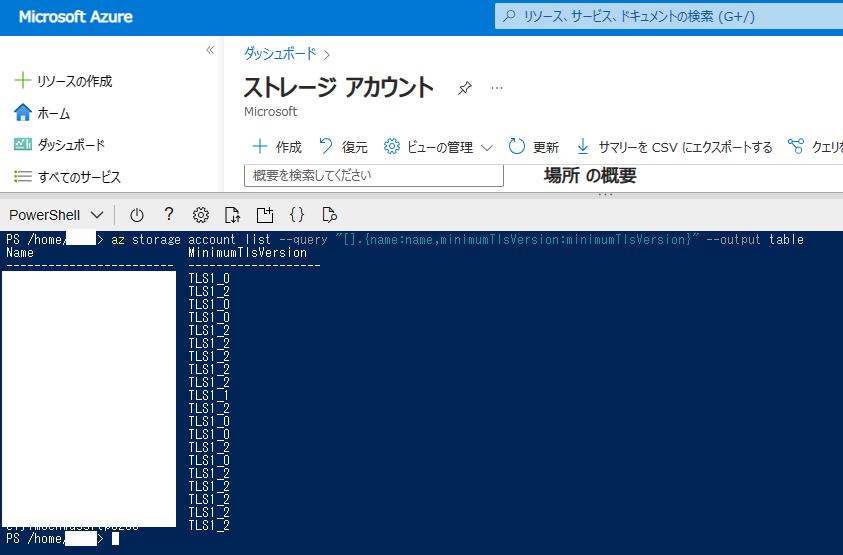 Microsoft Azure
リソース、サービス、ドキュメントの検索 (G+/)
ダッシュボード
リソースの作成
ストレージ アカウント
ホーム
Microsoft
ダッシュボード
作成 復元 ビューの管理 更新 サマリーを CSV にエクスポートする
すべてのサービス
概要を検索してください
場所 の概要
PowerShell
PS /home/ > az storage account list --query "[].{name:name,minimumTlsVersion:minimumTlsVersion}" --output table
Name MinimumTlsVersion
------------------------ -------------------
TLS1_0
TLS1_2
TLS1_0
TLS1_0
TLS1_2
TLS1_2
TLS1_2
TLS1_2
TLS1_2
TLS1_1
TLS1_2
TLS1_0
TLS1_0
TLS1_2
TLS1_0
TLS1_2
TLS1_2
TLS1_2
TLS1_2
TLS1_2
PS /home/ >